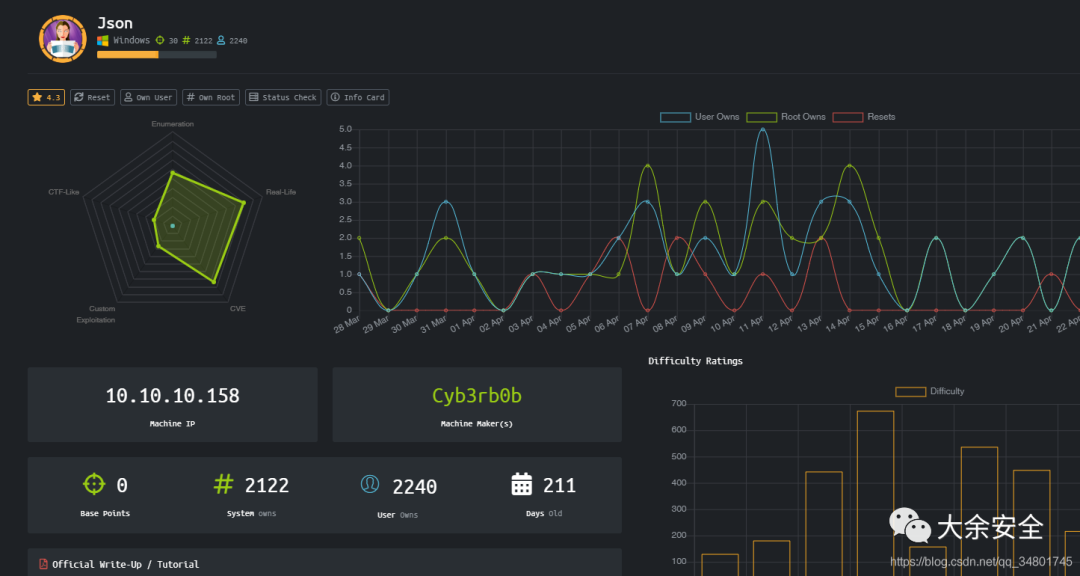 Json
Windows 30 # 2122 2240
4.3 Reset Own User # Own Root Status Check Info Card
Enumeration
CTF-Like
Real-Life
Custom
Exploitation
CVE
User Owns Root Owns Resets
5.0
4.5
4.0
3.5
3.0
2.5
2.0
1.5
1.0
0.5
0
28 Mar 29 Mar 30 Mar 31 Mar 01 Apr 02 Apr 03 Apr 04 Apr 05 Apr 06 Apr 07 Apr 08 Apr 09 Apr 10 Apr 11 Apr 12 Apr 13 Apr 14 Apr 15 Apr 16 Apr 17 Apr 18 Apr 19 Apr 20 Apr 21 Apr 22 Apr
10.10.10.158
Machine IP
Cyb3rb0b
Machine Maker(s)
0
Base Points
# 2122
System owns
2240
User Owns
211
Days Old
Official Write-Up / Tutorial
Difficulty Ratings
Difficulty
700
600
500
400
300
200
100
大余安全
https://blog.csdn.net/qq_34801745